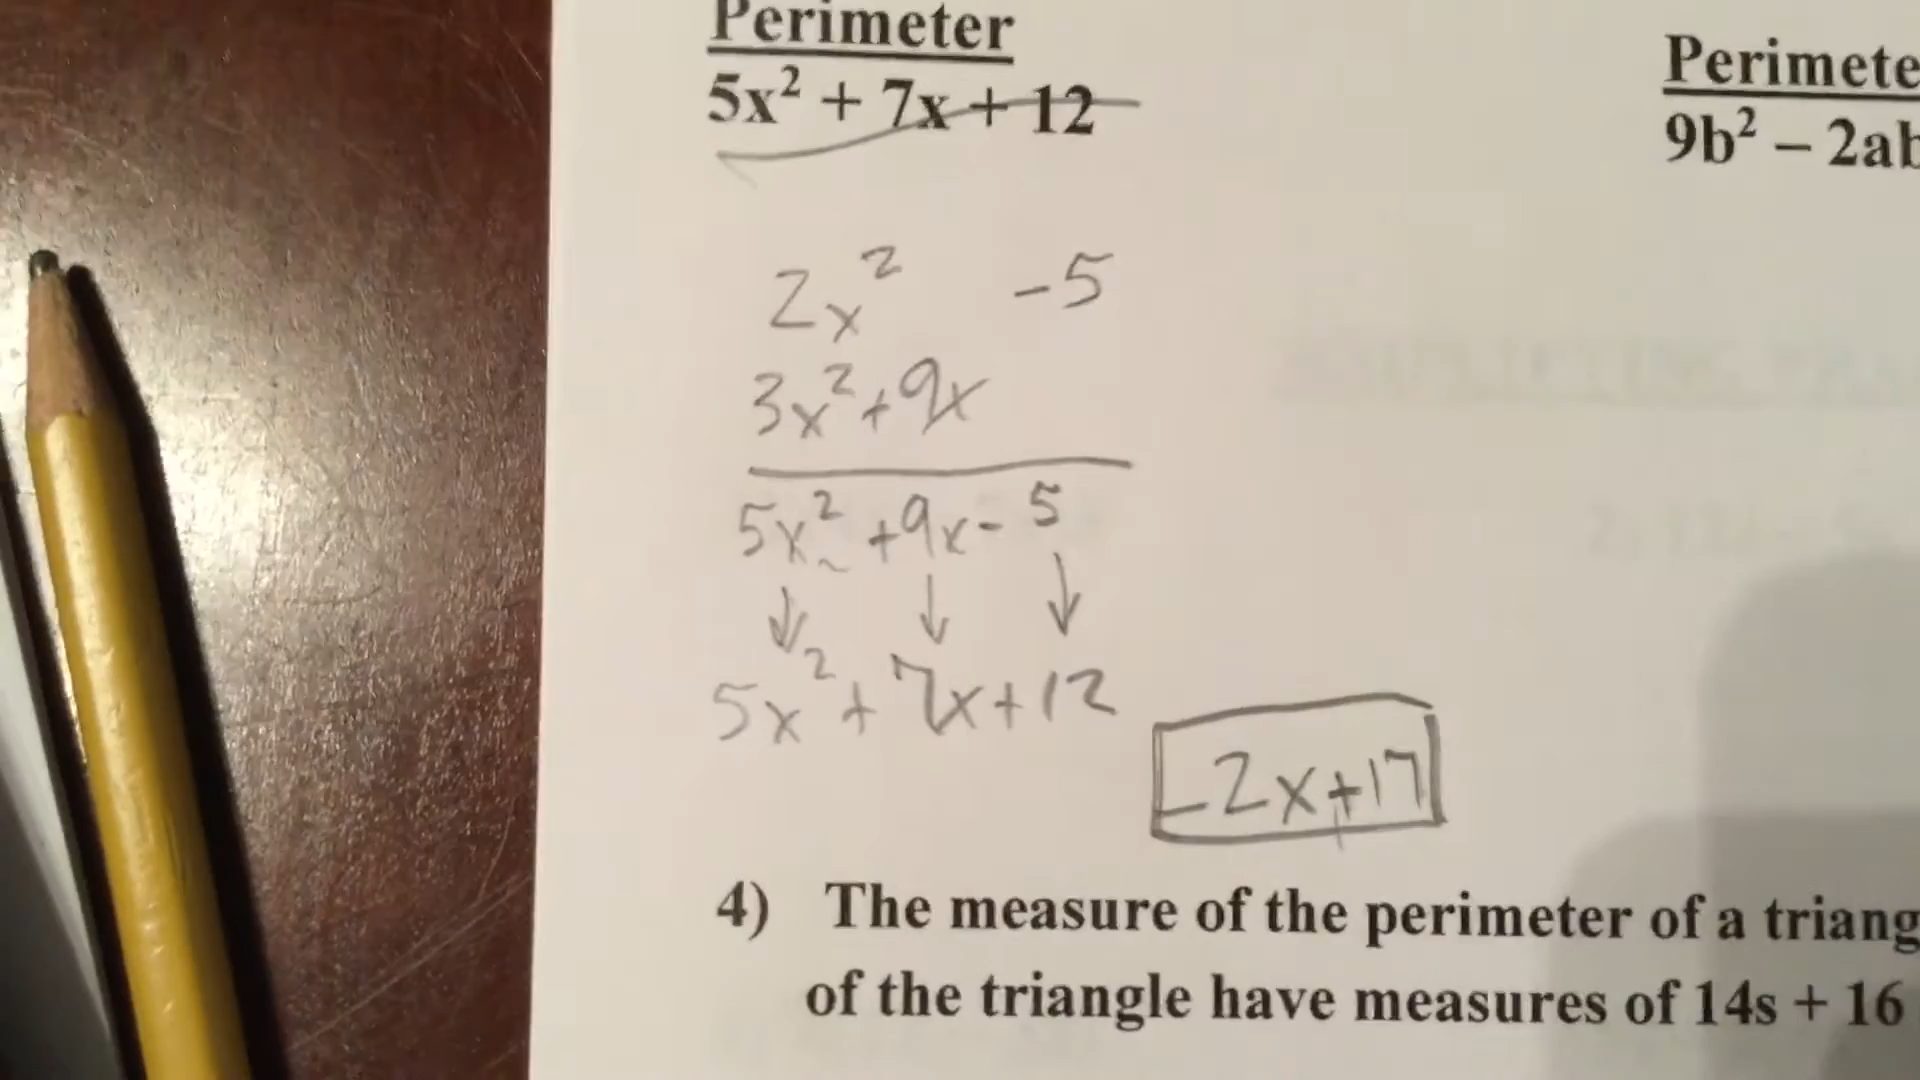 Perimeter
5x² + 7x + 12
2x² -5
3x²+9x
5x² +9x- 5
5x²+ 7x+12
-2x+17
Perimete
9b² – 2ab
4) The measure of the perimeter of a triang
of the triangle have measures of 14s + 16